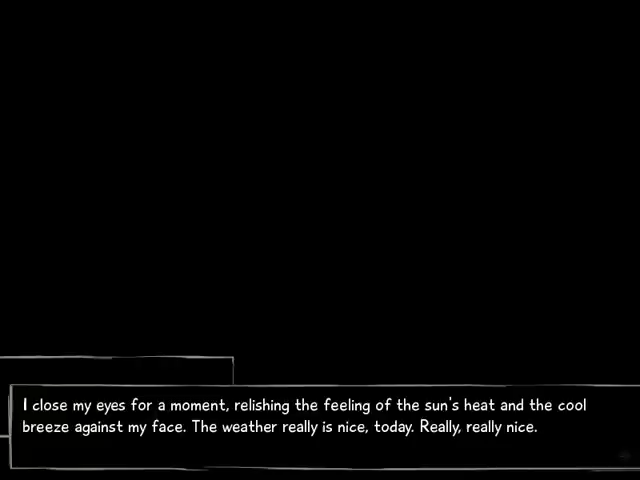 I close my eyes for a moment, relishing the feeling of the sun's heat and the cool
breeze against my face. The weather really is nice, today. Really, really nice.